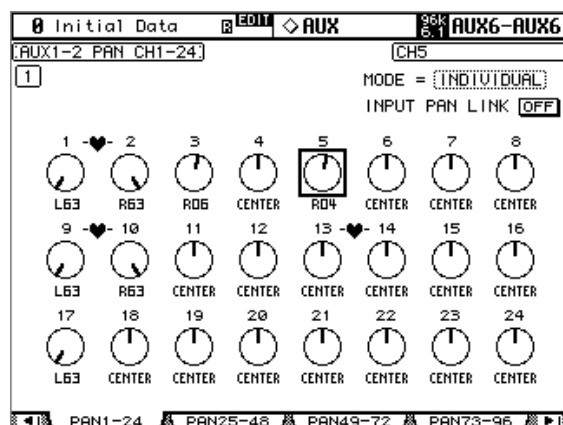 0 Initial Data R EDIT ◇AUX 96k 6.1 AUX6-AUX6
AUX1-2 PAN CH1-24 CH5
1 MODE = INDIVIDUAL
INPUT PAN LINK OFF
1 -♥- 2 3 4 5 6 7 8
L63 R63 R06 CENTER R04 CENTER CENTER CENTER
9 -♥- 10 11 12 13 -♥- 14 15 16
L63 R63 CENTER CENTER CENTER CENTER CENTER CENTER
17 18 19 20 21 22 23 24
L63 CENTER CENTER CENTER CENTER CENTER CENTER CENTER
PAN1-24 PAN25-48 PAN49-72 PAN73-96